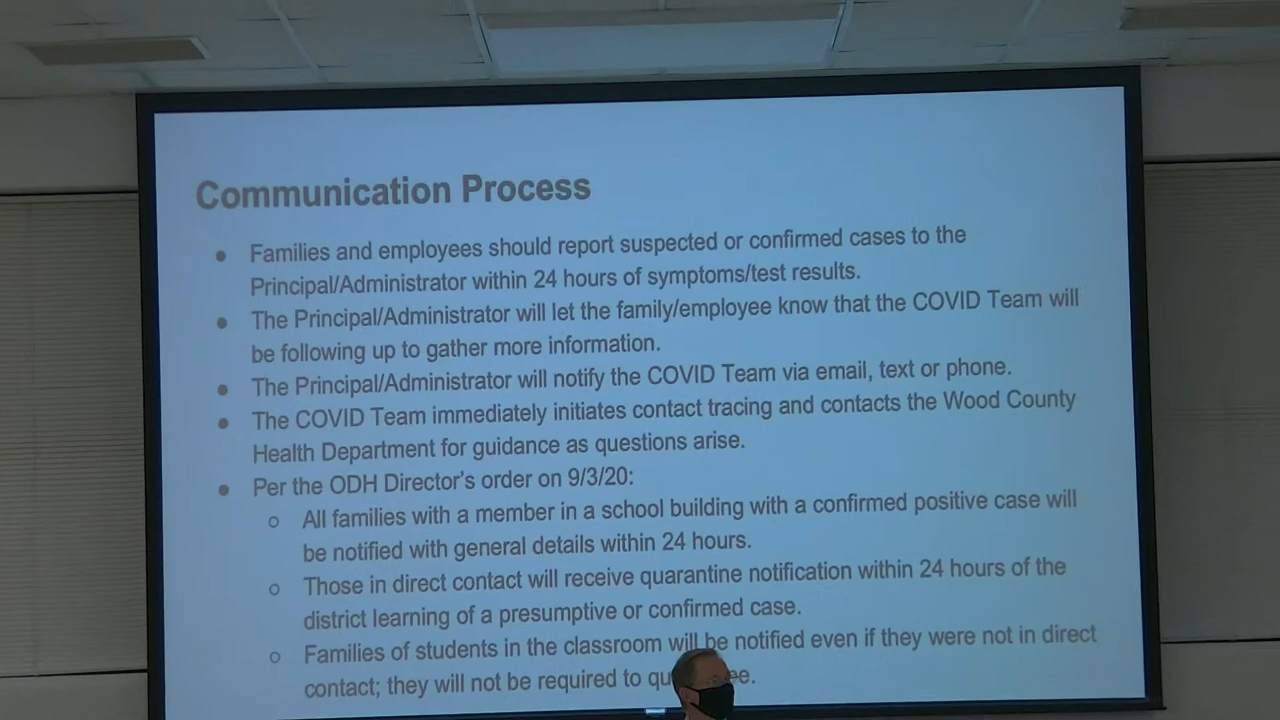 Communication Process
● Families and employees should report suspected or confirmed cases to the
Principal/Administrator within 24 hours of symptoms/test results.
● The Principal/Administrator will let the family/employee know that the COVID Team will
be following up to gather more information.
● The Principal/Administrator will notify the COVID Team via email, text or phone.
● The COVID Team immediately initiates contact tracing and contacts the Wood County
Health Department for guidance as questions arise.
● Per the ODH Director's order on 9/3/20:
○ All families with a member in a school building with a confirmed positive case will
be notified with general details within 24 hours.
○ Those in direct contact will receive quarantine notification within 24 hours of the
district learning of a presumptive or confirmed case.
○ Families of students in the classroom will be notified even if they were not in direct
contact; they will not be required to